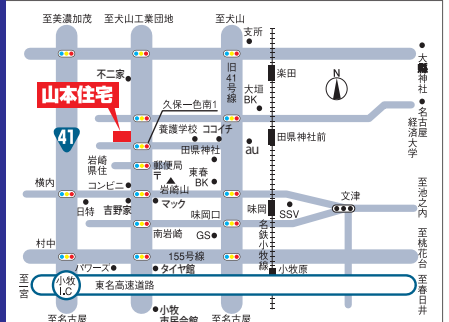 至美濃加茂
至犬山工業団地
至犬山
支所
不二家
旧41号線
楽田
N
大縣神社
山本住宅
久保一色南1
大垣
BK
名古屋
経済大学
養護学校
ココイチ
田県神社前
41
田県神社
au
岩崎
県住
郵便局
〒
東春
BK
岩崎山
横内
コンビニ
文津
至池之内
日特
吉野家
マック
味岡口
味岡
SSV
村中
南岩崎
GS
名鉄小牧線
至桃花台
155号線
パワーズ
タイヤ館
小牧原
至一宮
小牧
I.C
東名高速道路
至春日井
至名古屋
小牧
市民会館
至名古屋